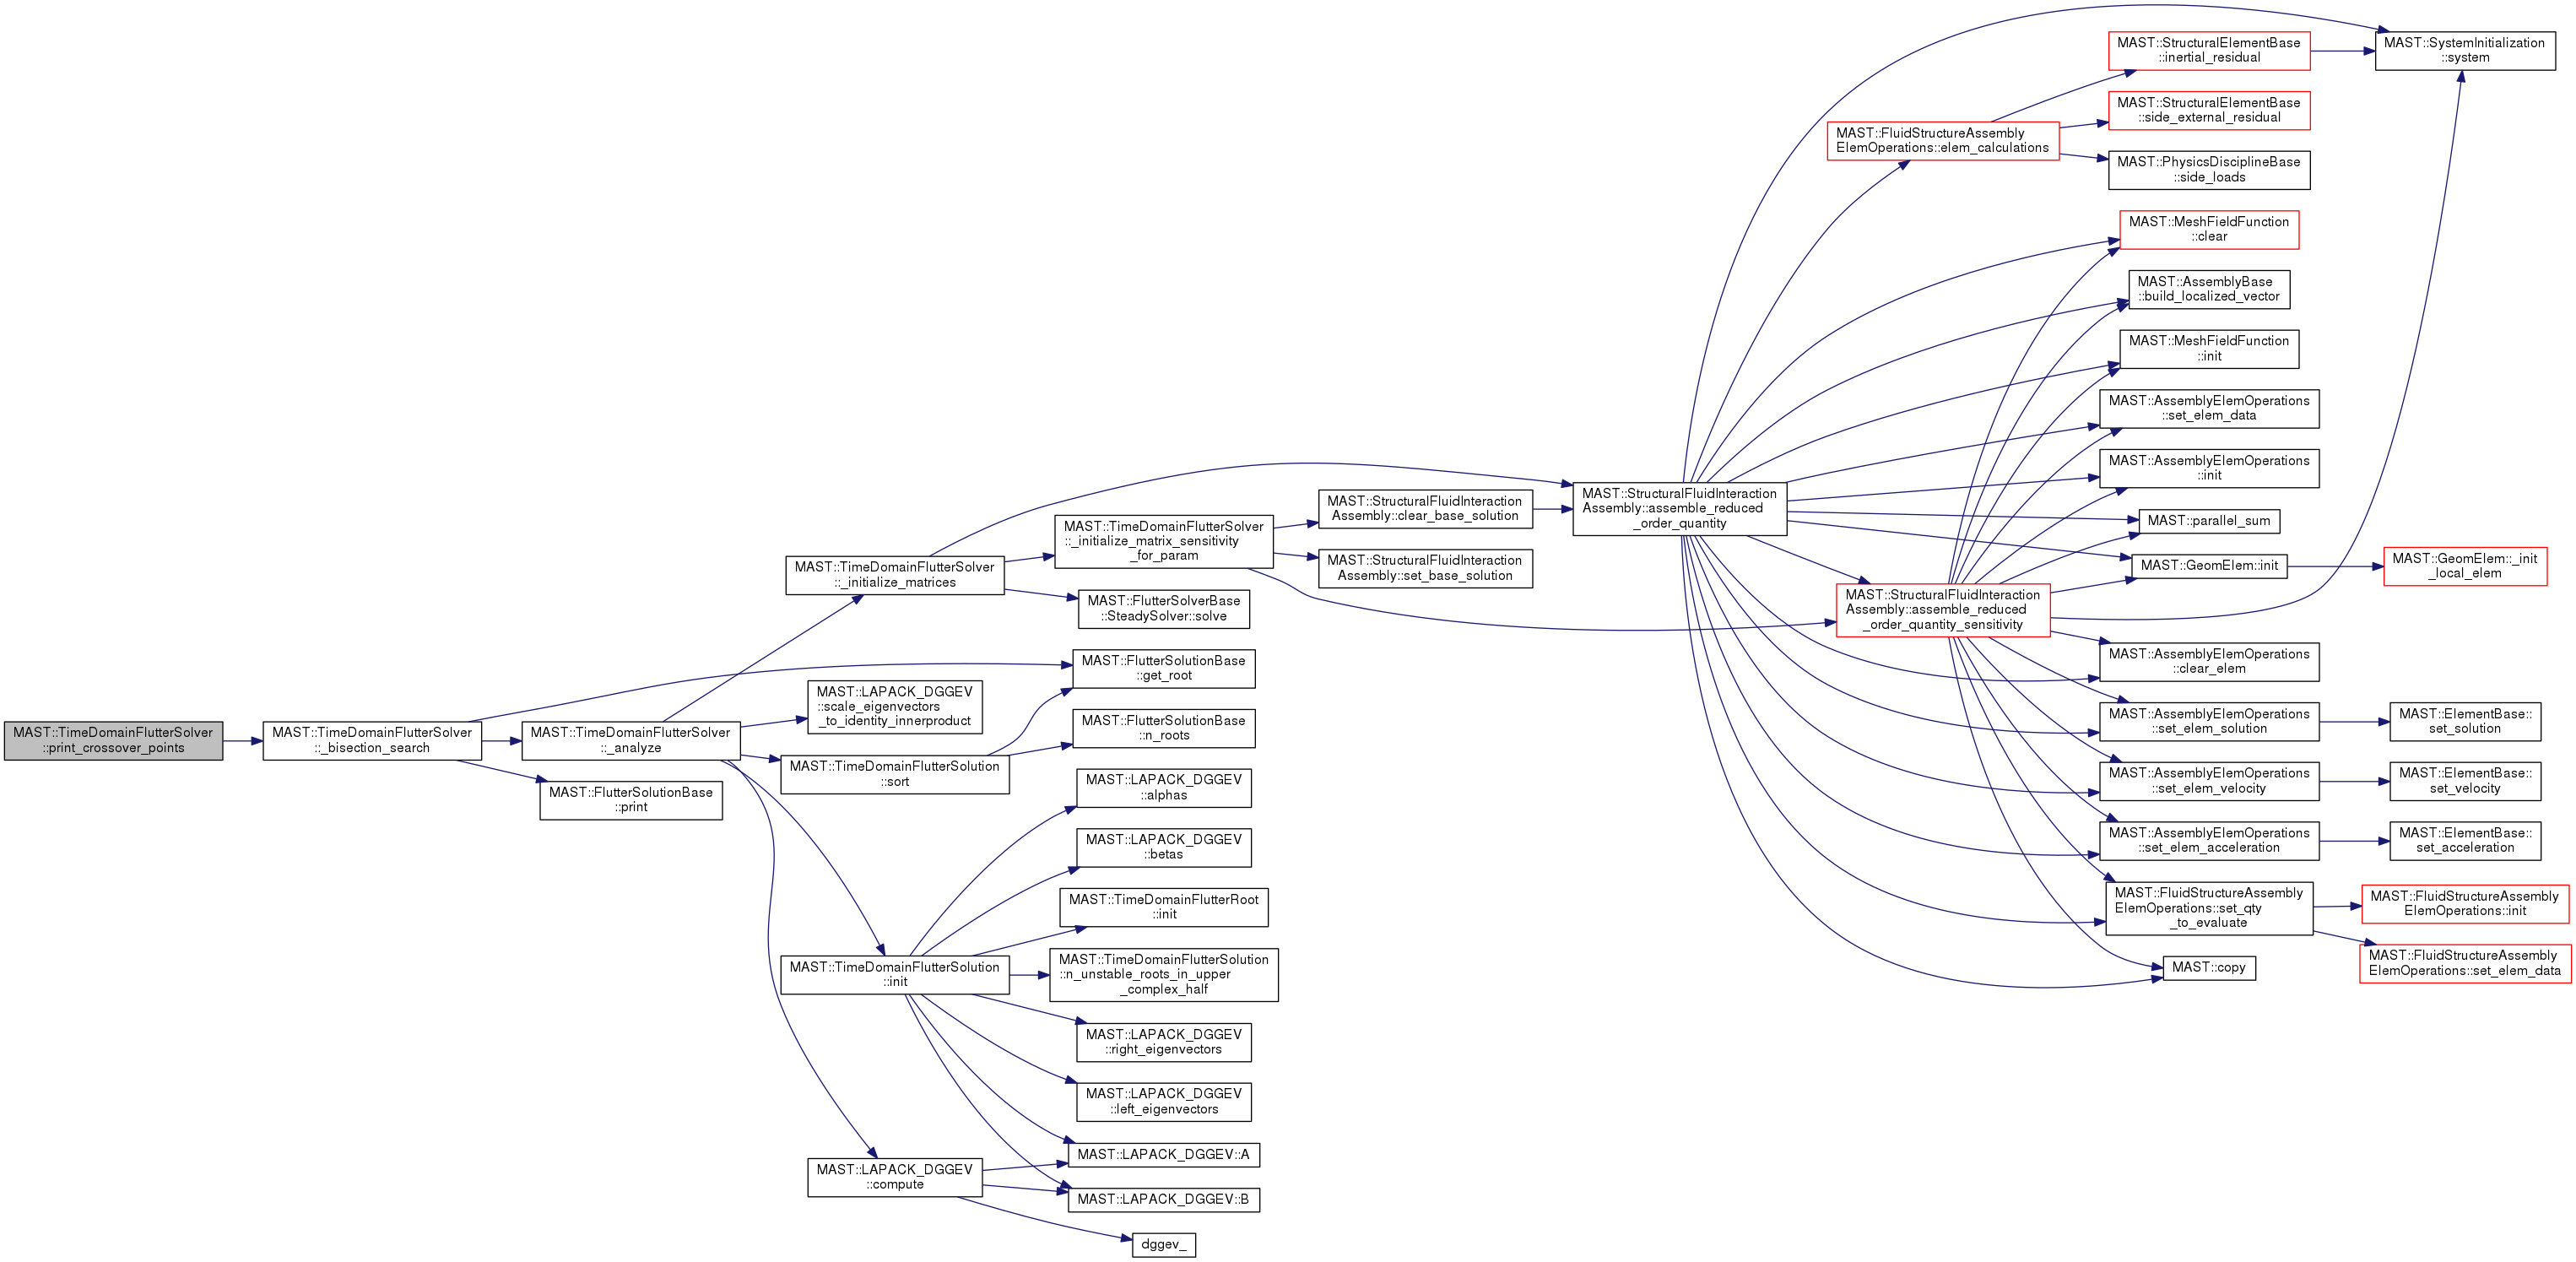 MAST::TimeDomainFlutterSolver
::print_crossover_points
MAST::TimeDomainFlutterSolver
::_bisection_search
MAST::TimeDomainFlutterSolver
::_analyze
MAST::FlutterSolutionBase
::print
MAST::TimeDomainFlutterSolver
::_initialize_matrices
MAST::LAPACK_DGGEV
::scale_eigenvectors
_to_identity_innerproduct
MAST::TimeDomainFlutterSolution
::sort
MAST::TimeDomainFlutterSolution
::init
MAST::LAPACK_DGGEV
::compute
MAST::TimeDomainFlutterSolver
::_initialize_matrix_sensitivity
_for_param
MAST::FlutterSolverBase
::SteadySolver::solve
MAST::FlutterSolutionBase
::get_root
MAST::FlutterSolutionBase
::n_roots
MAST::LAPACK_DGGEV
::alphas
MAST::LAPACK_DGGEV
::betas
MAST::TimeDomainFlutterRoot
::init
MAST::TimeDomainFlutterSolution
::n_unstable_roots_in_upper
_complex_half
MAST::LAPACK_DGGEV
::right_eigenvectors
MAST::LAPACK_DGGEV
::left_eigenvectors
MAST::LAPACK_DGGEV::A
MAST::LAPACK_DGGEV::B
dggev_
MAST::StructuralFluidInteraction
Assembly::clear_base_solution
MAST::StructuralFluidInteraction
Assembly::set_base_solution
MAST::StructuralFluidInteraction
Assembly::assemble_reduced
_order_quantity
MAST::FluidStructureAssembly
ElemOperations::elem_calculations
MAST::StructuralFluidInteraction
Assembly::assemble_reduced
_order_quantity_sensitivity
MAST::StructuralElementBase
::inertial_residual
MAST::StructuralElementBase
::side_external_residual
MAST::PhysicsDisciplineBase
::side_loads
MAST::MeshFieldFunction
::clear
MAST::AssemblyBase
::build_localized_vector
MAST::MeshFieldFunction
::init
MAST::AssemblyElemOperations
::set_elem_data
MAST::AssemblyElemOperations
::init
MAST::parallel_sum
MAST::GeomElem::init
MAST::AssemblyElemOperations
::clear_elem
MAST::AssemblyElemOperations
::set_elem_solution
MAST::AssemblyElemOperations
::set_elem_velocity
MAST::AssemblyElemOperations
::set_elem_acceleration
MAST::FluidStructureAssembly
ElemOperations::set_qty
_to_evaluate
MAST::copy
MAST::SystemInitialization
::system
MAST::GeomElem::_init
_local_elem
MAST::ElementBase::
set_solution
MAST::ElementBase::
set_velocity
MAST::ElementBase::
set_acceleration
MAST::FluidStructureAssembly
ElemOperations::init
MAST::FluidStructureAssembly
ElemOperations::set_elem_data